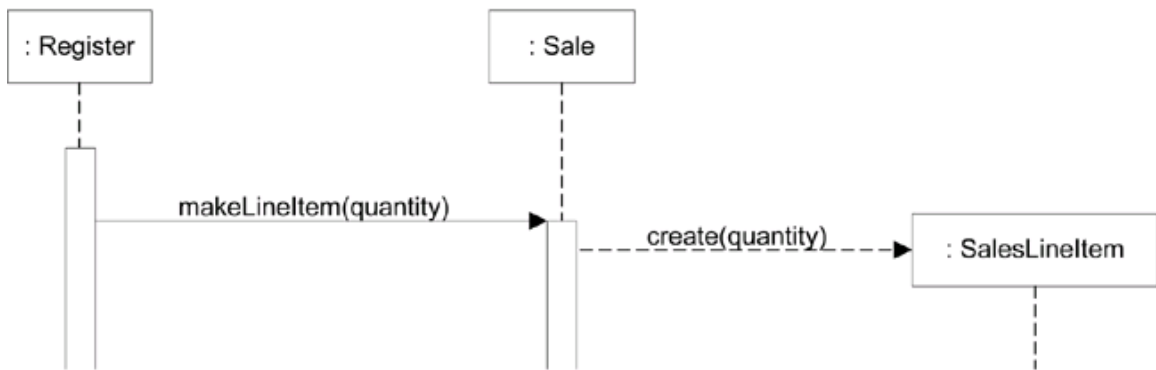 : Register
: Sale
makeLineItem(quantity)
create(quantity)
: SalesLineItem